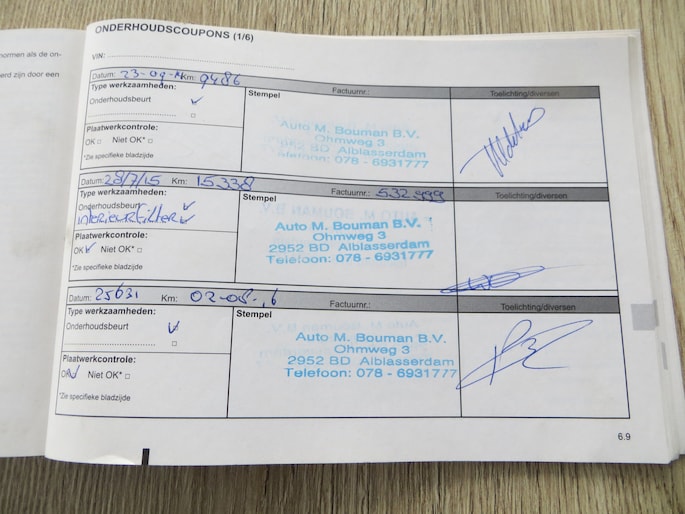 ormen als de on-
erd zijn door een
ONDERHOUDSCOUPONS (1/6)
VIN:
Datum: 23-09-14 Km: 9486 Factuurnr.: Toelichting/diversen
Type werkzaamheden: Stempel
Onderhoudsbeurt
Plaatwerkcontrole:
OK □ Niet OK* □
*Zie specifieke bladzijde
Auto M. Bouman B.V.
Ohmweg 3
2952 BD Alblasserdam
Telefoon: 078 - 6931777
Datum: 28/7/15 Km: 15338 Factuurnr.: 532999 Toelichting/diversen
Type werkzaamheden: Stempel
Onderhoudsbeurt
interieurfilter
Plaatwerkcontrole:
OK Niet OK* □
*Zie specifieke bladzijde
Auto M. Bouman B.V.
Ohmweg 3
2952 BD Alblasserdam
Telefoon: 078 - 6931777
Datum: 25631 Km: 02-08-16 Factuurnr.: Toelichting/diversen
Type werkzaamheden: Stempel
Onderhoudsbeurt
Plaatwerkcontrole:
OK Niet OK* □
*Zie specifieke bladzijde
Auto M. Bouman B.V.
Ohmweg 3
2952 BD Alblasserdam
Telefoon: 078 - 6931777
6.9